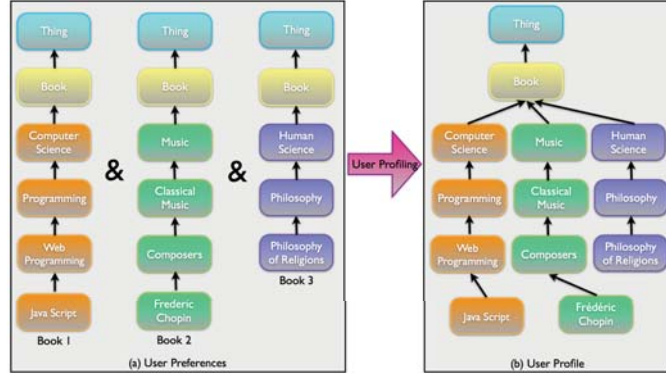 Thing
Thing
Thing
Book
Book
Book
Computer
Science
Music
Human
Science
&
&
Programming
Classical
Music
Philosophy
Web
Programming
Composers
Philosophy
of Religions
Book 3
Java Script
Frederic
Chopin
Book 1
Book 2
(a) User Preferences
User Profiling
Thing
Book
Computer
Science
Music
Human
Science
Programming
Classical
Music
Philosophy
Web
Programming
Composers
Philosophy
of Religions
Java Script
Frédéric
Chopin
(b) User Profile